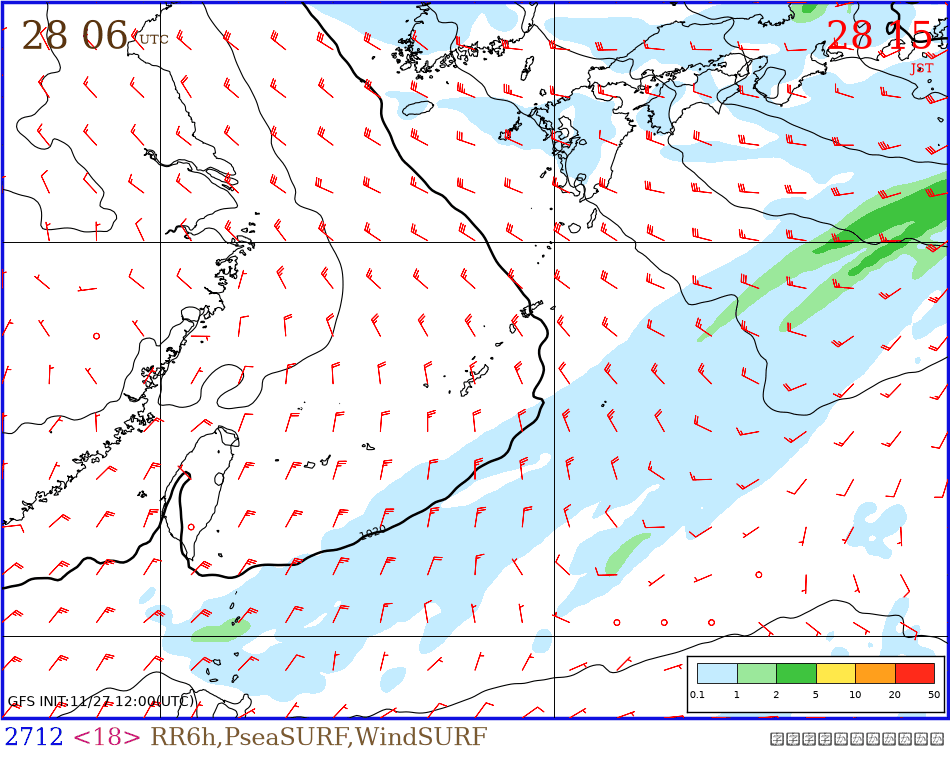 28 06 UTC
28 15 JST
1020
GFS INIT:11/27-12:00(UTC)
0.1 1 2 5 10 20 50
2712 <18> RR6h,PseaSURF,WindSURF